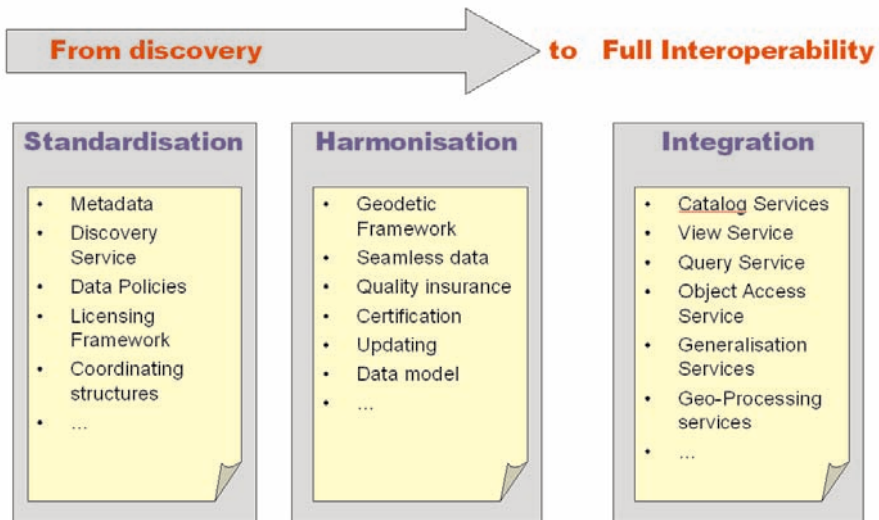 From discovery to Full Interoperability
Standardisation
• Metadata
• Discovery
Service
• Data Policies
• Licensing
Framework
• Coordinating
structures
• ...
Harmonisation
• Geodetic
Framework
• Seamless data
• Quality insurance
• Certification
• Updating
• Data model
• ...
Integration
• Catalog Services
• View Service
• Query Service
• Object Access
Service
• Generalisation
Services
• Geo-Processing
services
• ...